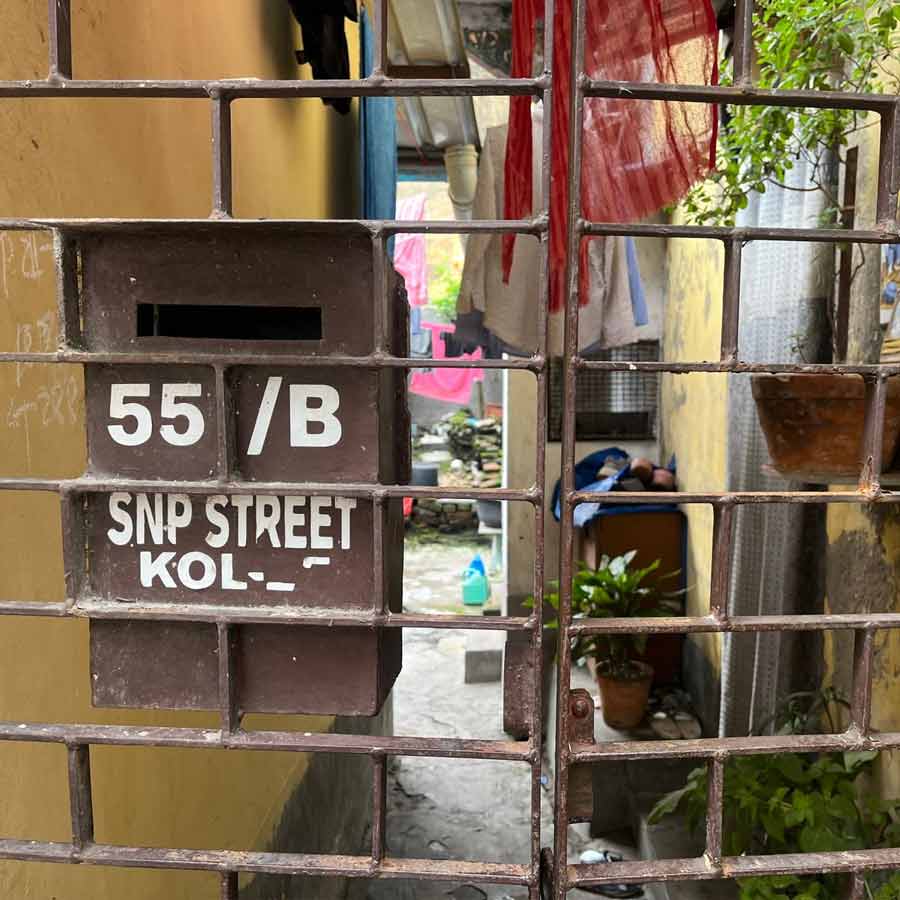 55/B
SNP STREET
KOL-